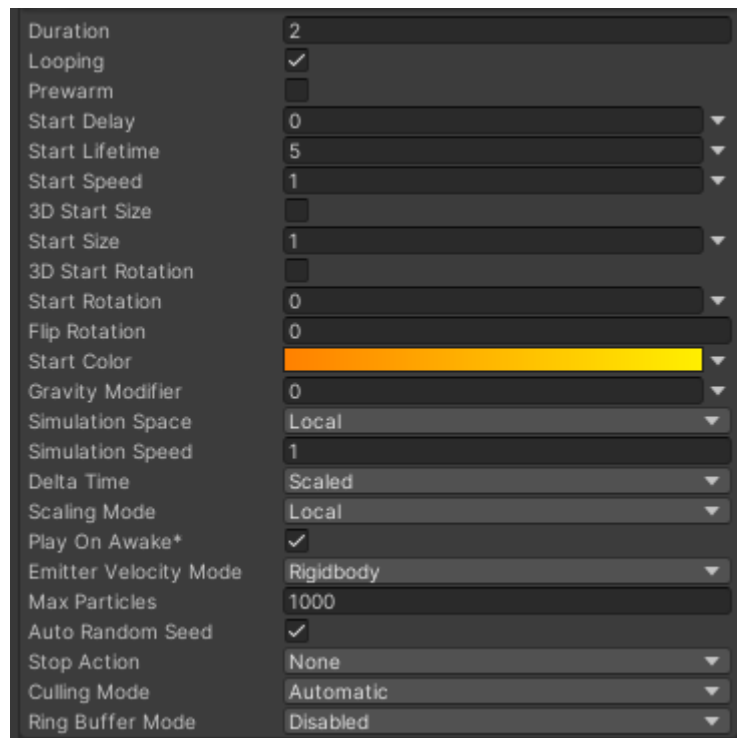 Duration 2
Looping
Prewarm
Start Delay 0
Start Lifetime 5
Start Speed 1
3D Start Size
Start Size 1
3D Start Rotation
Start Rotation 0
Flip Rotation 0
Start Color
Gravity Modifier 0
Simulation Space Local
Simulation Speed 1
Delta Time Scaled
Scaling Mode Local
Play On Awake*
Emitter Velocity Mode Rigidbody
Max Particles 1000
Auto Random Seed
Stop Action None
Culling Mode Automatic
Ring Buffer Mode Disabled